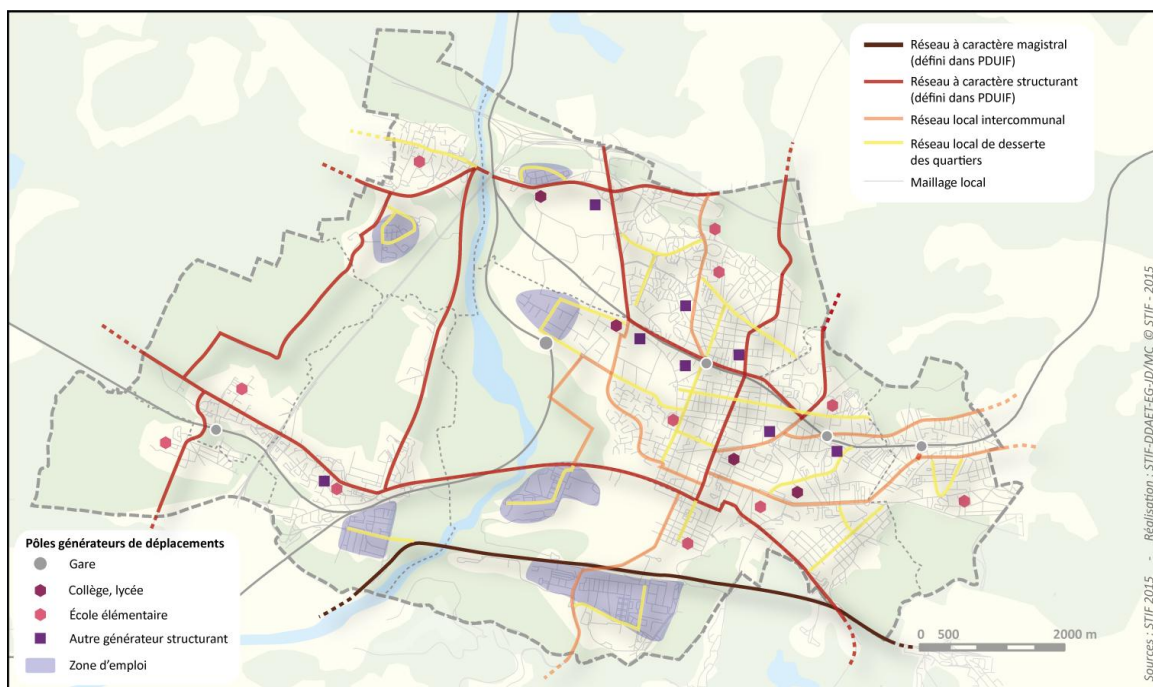 Réseau à caractère magistral
(défini dans PDUIF)
Réseau à caractère structurant
(défini dans PDUIF)
Réseau local intercommunal
Réseau local de desserte
des quartiers
Maillage local
Pôles générateurs de déplacements
Gare
Collège, lycée
École élémentaire
Autre générateur structurant
Zone d'emploi
0 500 2000 m
Sources : STIF 2015 - Réalisation : STIF-DDAET-EG-JD/MC © STIF - 2015